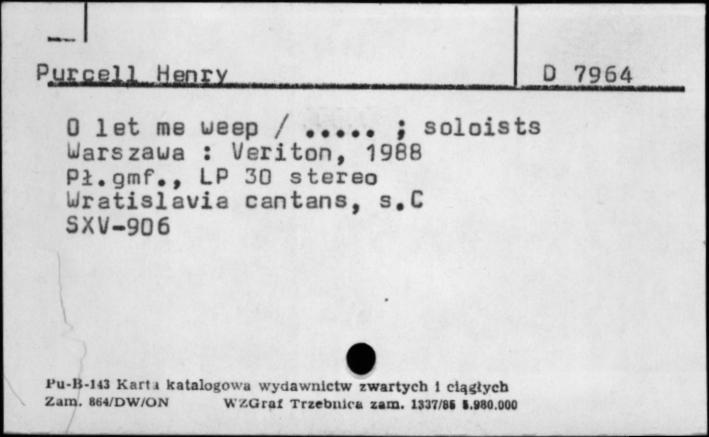 Purcell Henry D 7964
O let me weep / ..... ; soloists
Warszawa : Veriton, 1988
Pł.gmf., LP 30 stereo
Wratislavia cantans, s.C
SXV-906
Pu-B-143 Karta katalogowa wydawnictw zwartych i ciągłych
Zam. 864/DW/ON WZGraf Trzebnica zam. 1337/86 5.980.000